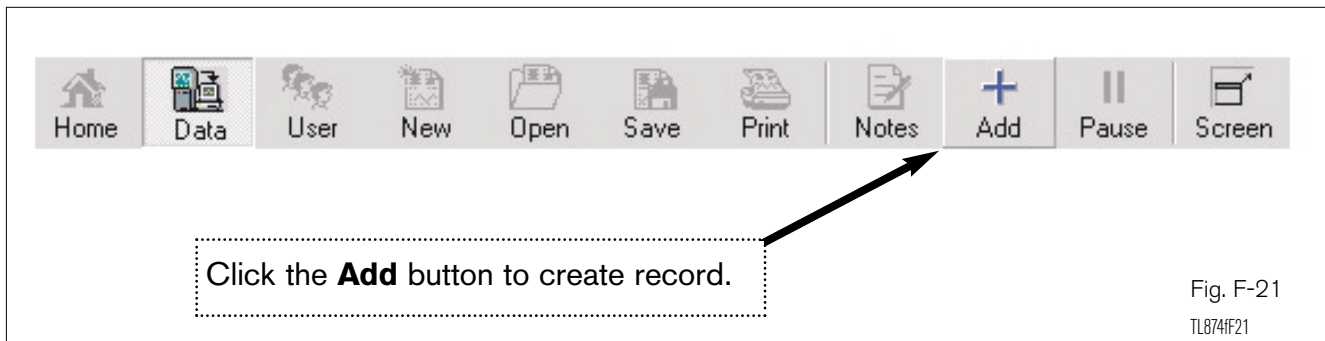 Home Data User New Open Save Print Notes Add Pause Screen
Click the Add button to create record.
Fig. F-21
TL874fF21